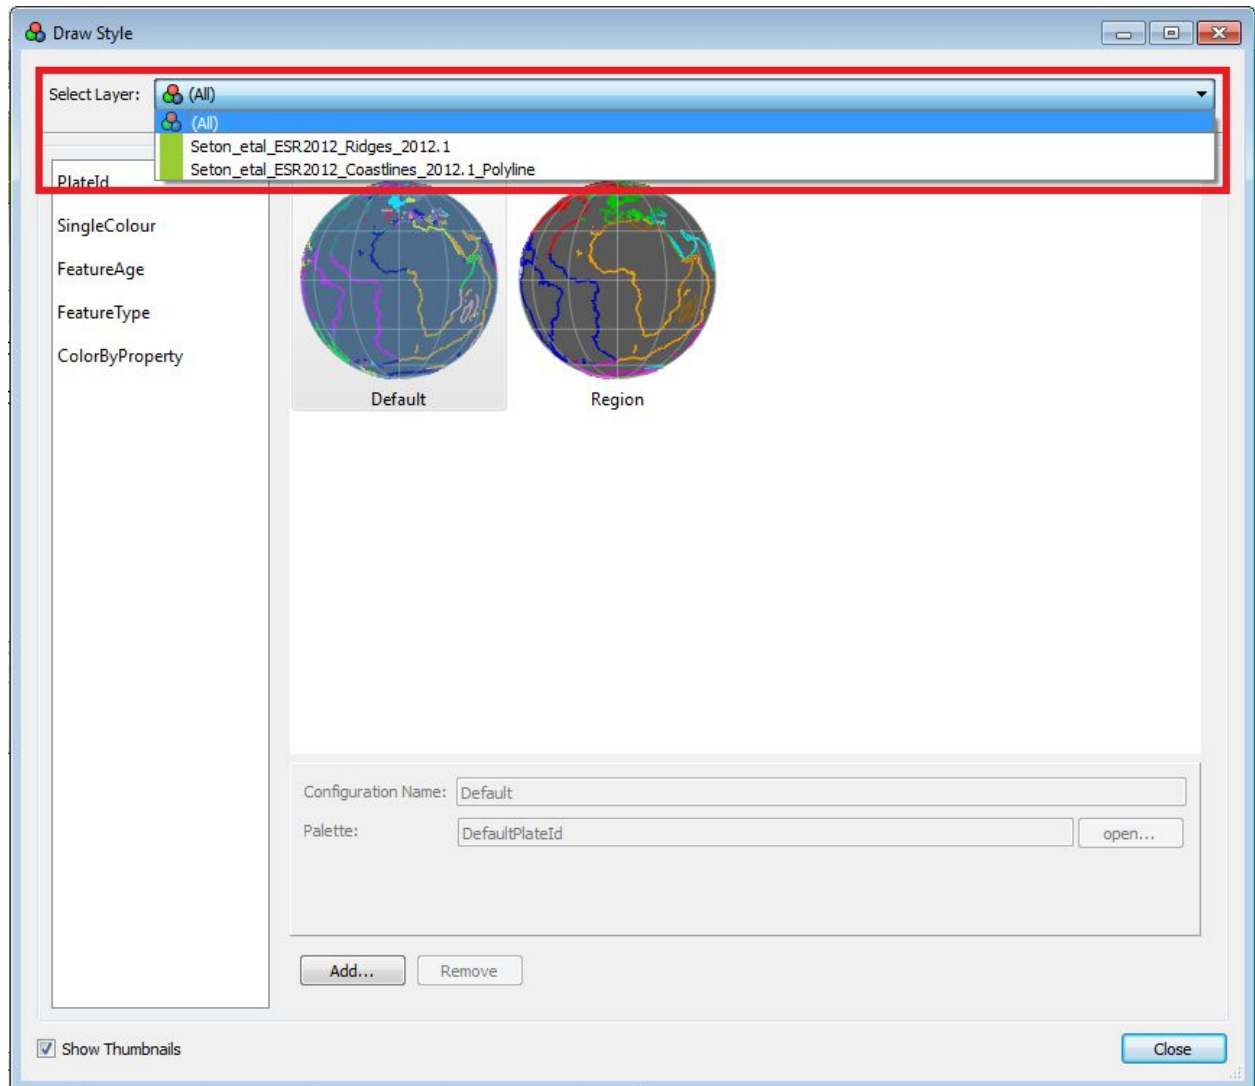 Draw Style
Select Layer: (All)
(All)
Seton_etal_ESR2012_Ridges_2012.1
Seton_etal_ESR2012_Coastlines_2012.1_Polyline
PlateId
SingleColour
FeatureAge
FeatureType
ColorByProperty
Default Region
Configuration Name: Default
Palette: DefaultPlateId open...
Add... Remove
Show Thumbnails Close